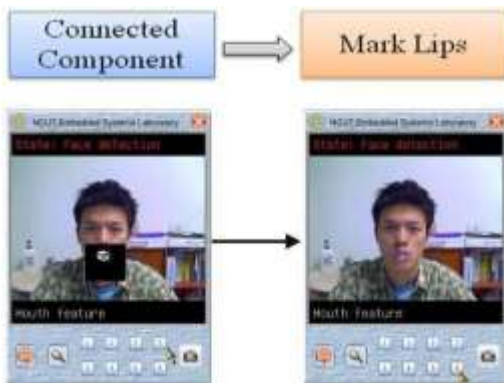 Connected
Component
Mark Lips
NCUT.Embedded Systems Laboratory
State: Face detection
Mouth feature
NCUT.Embedded Systems Laboratory
State: Face detection
Mouth feature